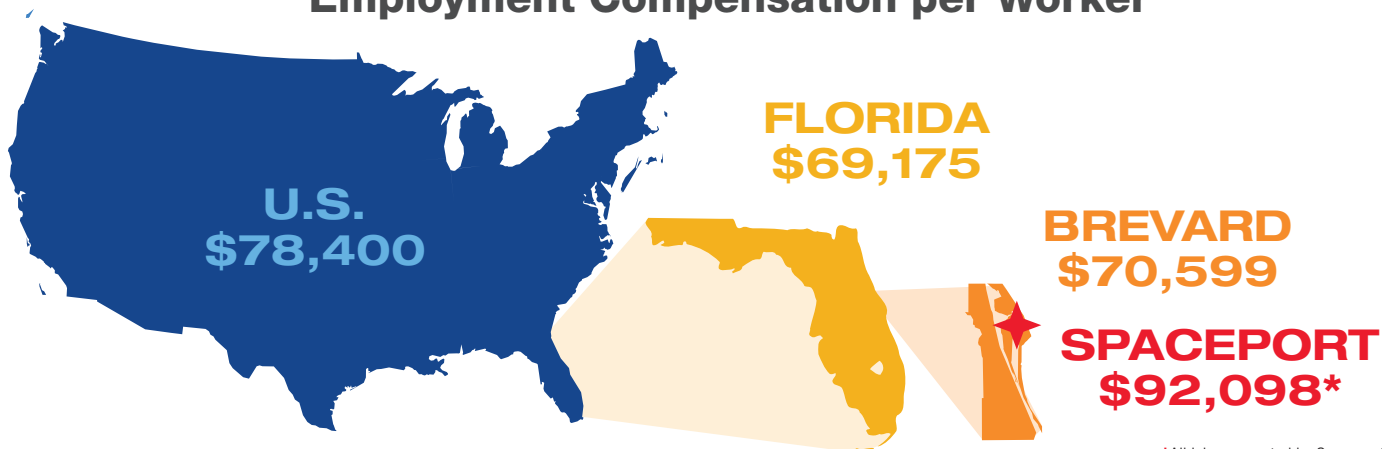 Employment Compensation per Worker
FLORIDA
$69,175
U.S.
$78,400
BREVARD
$70,599
SPACEPORT
$92,098*